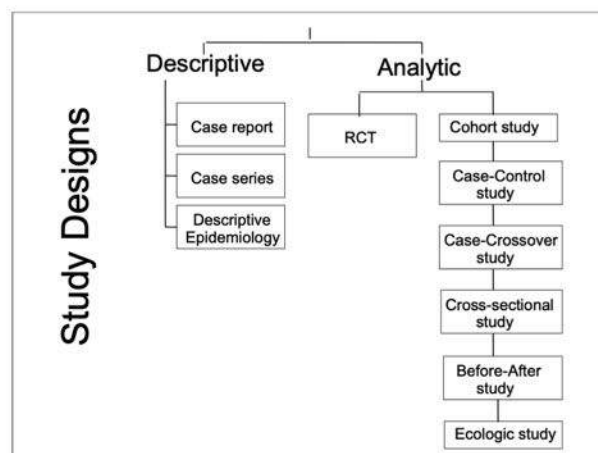 Study Designs
Descriptive
Case report
Case series
Descriptive
Epidemiology
Analytic
RCT
Cohort study
Case-Control
study
Case-Crossover
study
Cross-sectional
study
Before-After
study
Ecologic study